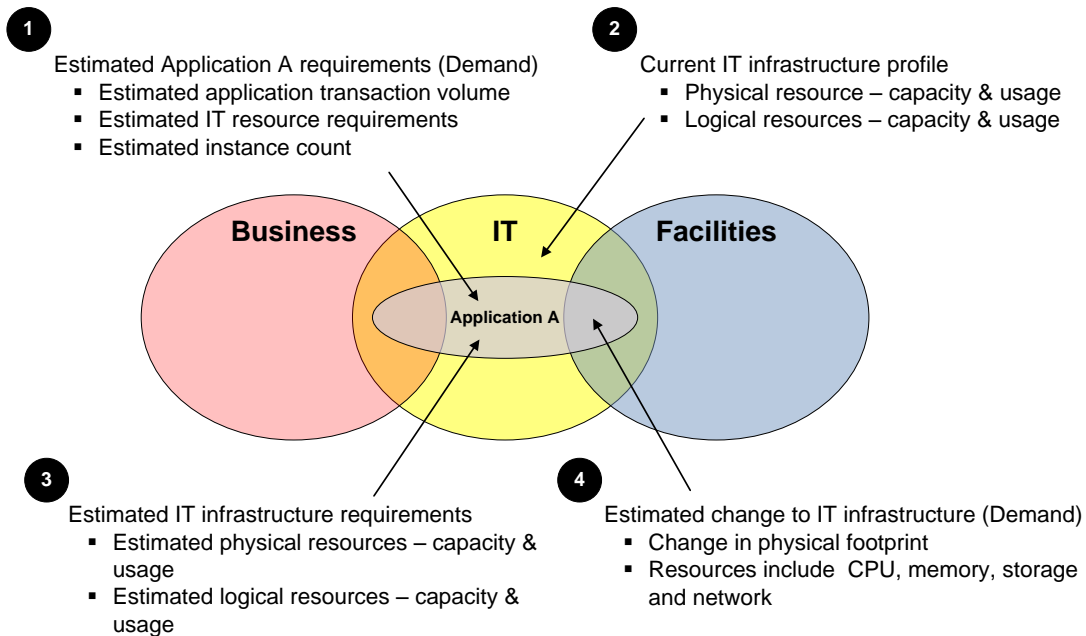 1
Estimated Application A requirements (Demand)
▪ Estimated application transaction volume
▪ Estimated IT resource requirements
▪ Estimated instance count
2
Current IT infrastructure profile
▪ Physical resource – capacity & usage
▪ Logical resources – capacity & usage
Business
IT
Facilities
Application A
3
Estimated IT infrastructure requirements
▪ Estimated physical resources – capacity &
usage
▪ Estimated logical resources – capacity &
usage
4
Estimated change to IT infrastructure (Demand)
▪ Change in physical footprint
▪ Resources include  CPU, memory, storage
and network